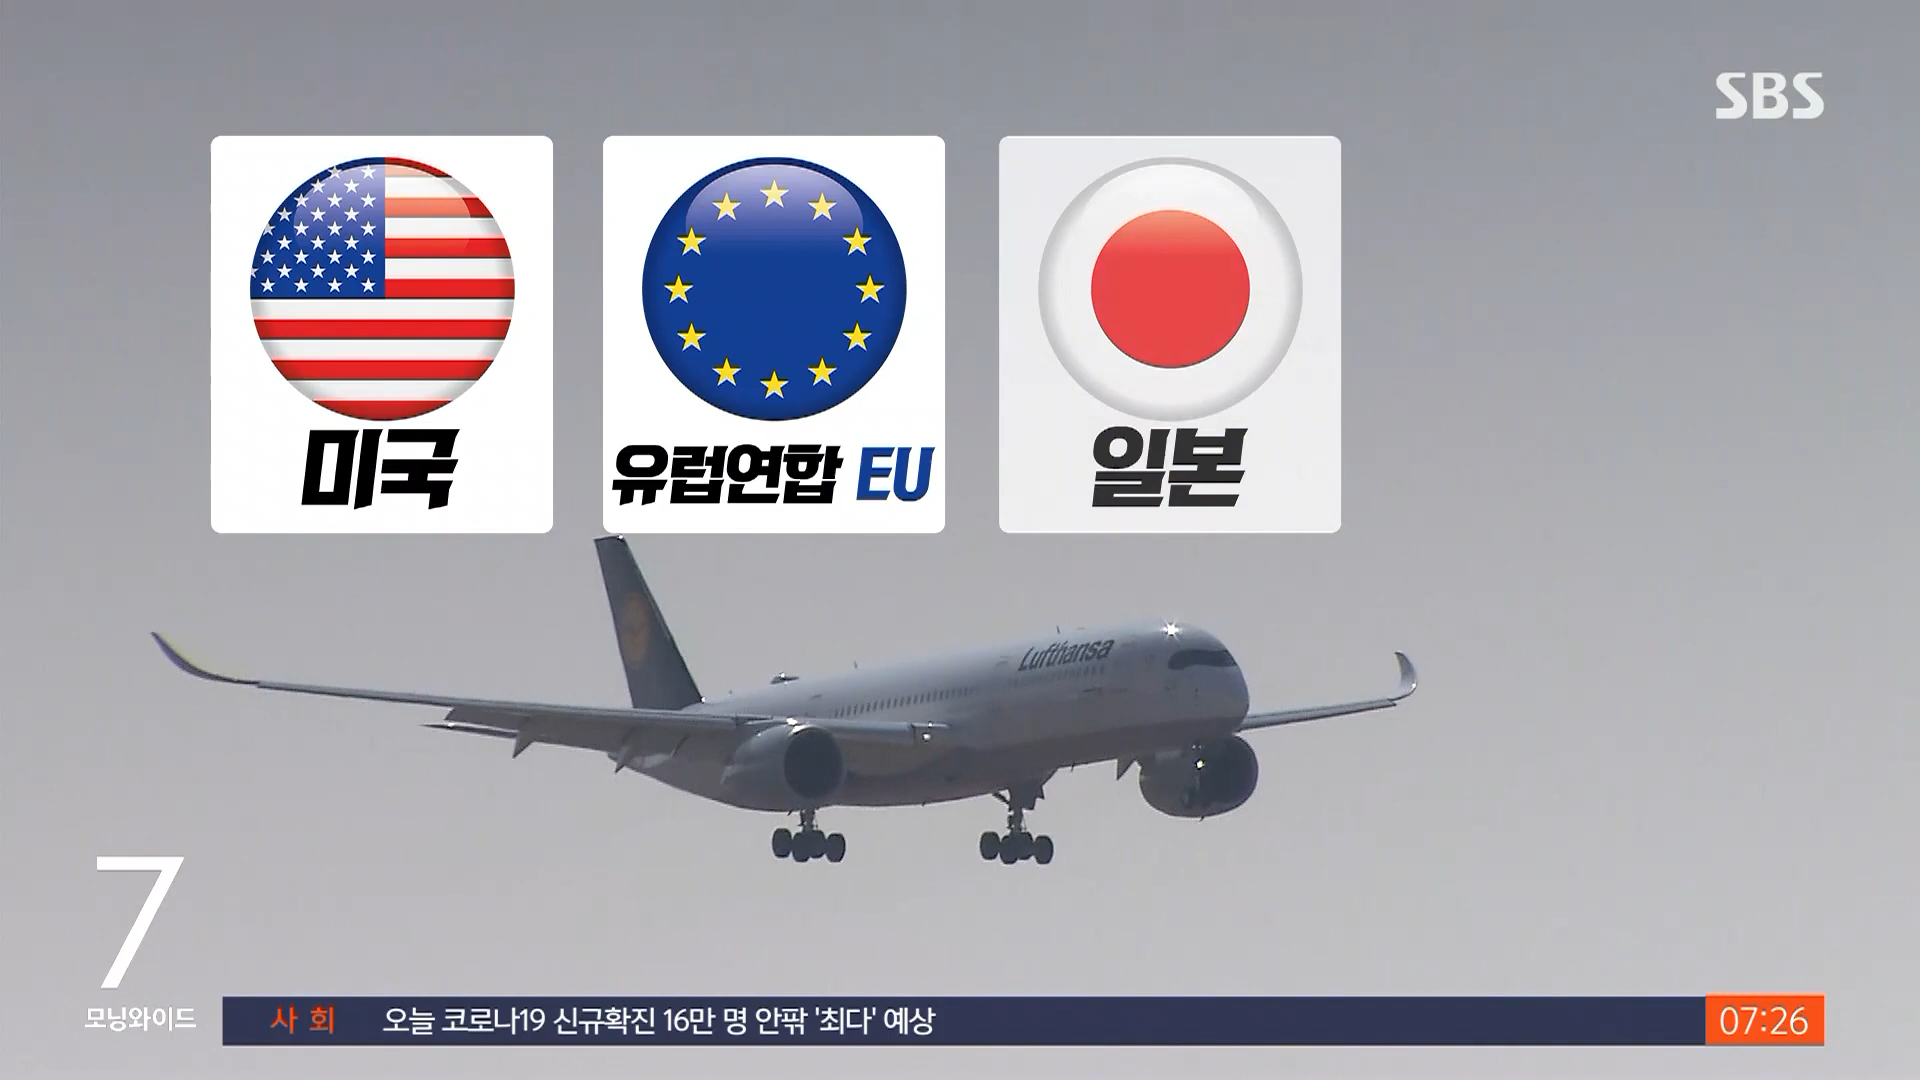 SBS
미국
유럽연합 EU
일본
Lufthansa
7
모닝와이드
사회 오늘 코로나19 신규확진 16만 명 안팎 '최다' 예상
07:26